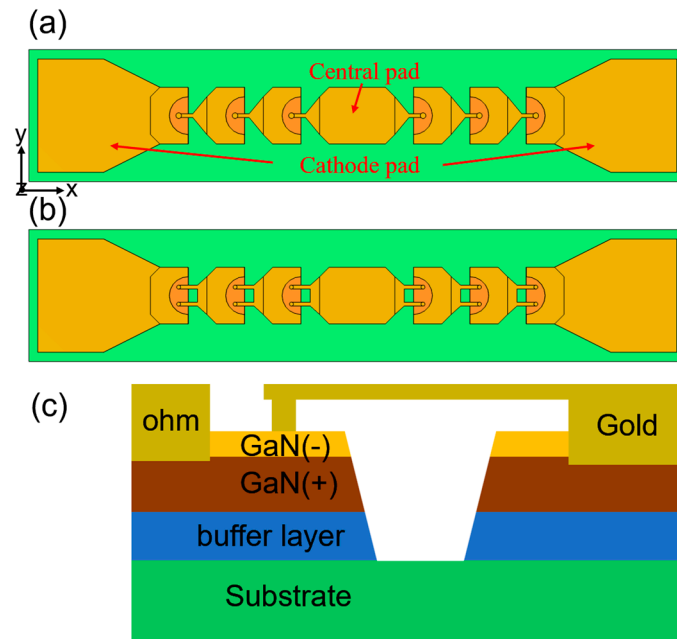 (a)
Central pad
Cathode pad
y
z
x
(b)
(c)
ohm
Gold
GaN(-)
GaN(+)
buffer layer
Substrate